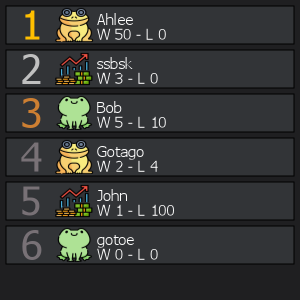 1
Ahlee
W 50 - L 0
2
ssbsk
W 3 - L 0
3
Bob
W 5 - L 10
4
Gotago
W 2 - L 4
5
John
W 1 - L 100
6
gotoe
W 0 - L 0